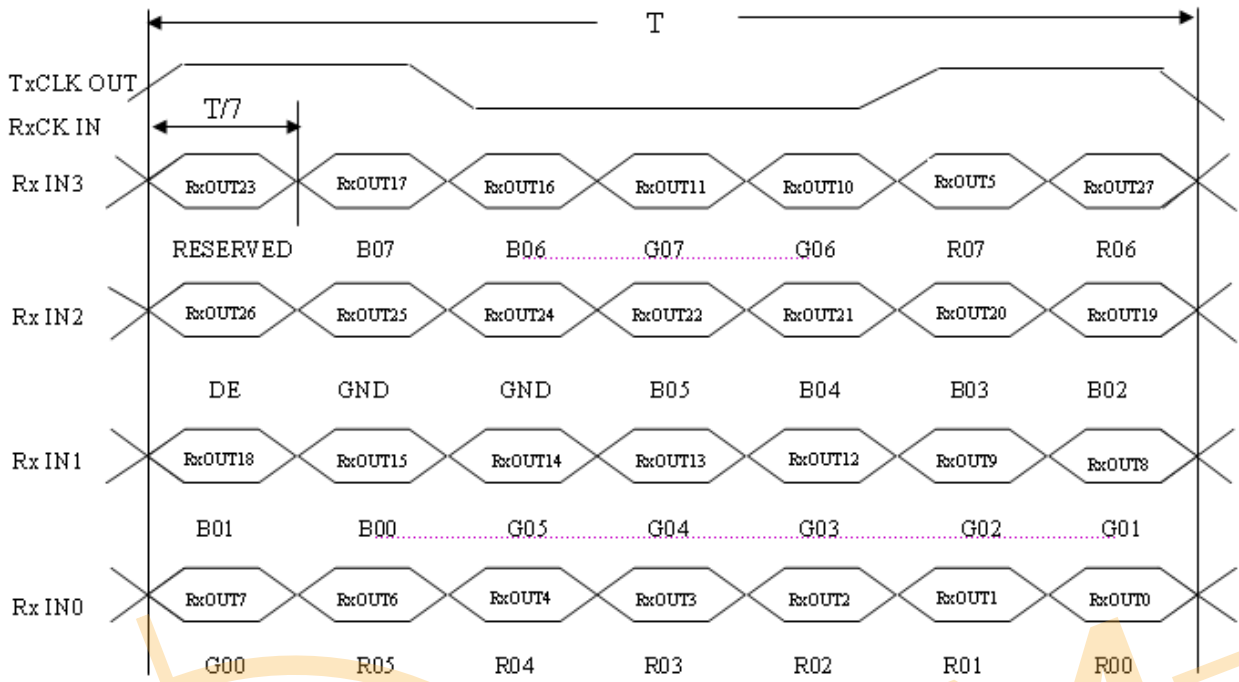 T
TxCLK OUT
T/7
RxCK IN
Rx IN3 RxOUT23 RxOUT17 RxOUT16 RxOUT11 RxOUT10 RxOUT5 RxOUT27
RESERVED B07 B06 G07 G06 R07 R06
Rx IN2 RxOUT26 RxOUT25 RxOUT24 RxOUT22 RxOUT21 RxOUT20 RxOUT19
DE GND GND B05 B04 B03 B02
Rx IN1 RxOUT18 RxOUT15 RxOUT14 RxOUT13 RxOUT12 RxOUT9 RxOUT8
B01 B00 G05 G04 G03 G02 G01
Rx IN0 RxOUT7 RxOUT6 RxOUT4 RxOUT3 RxOUT2 RxOUT1 RxOUT0
G00 R05 R04 R03 R02 R01 R00